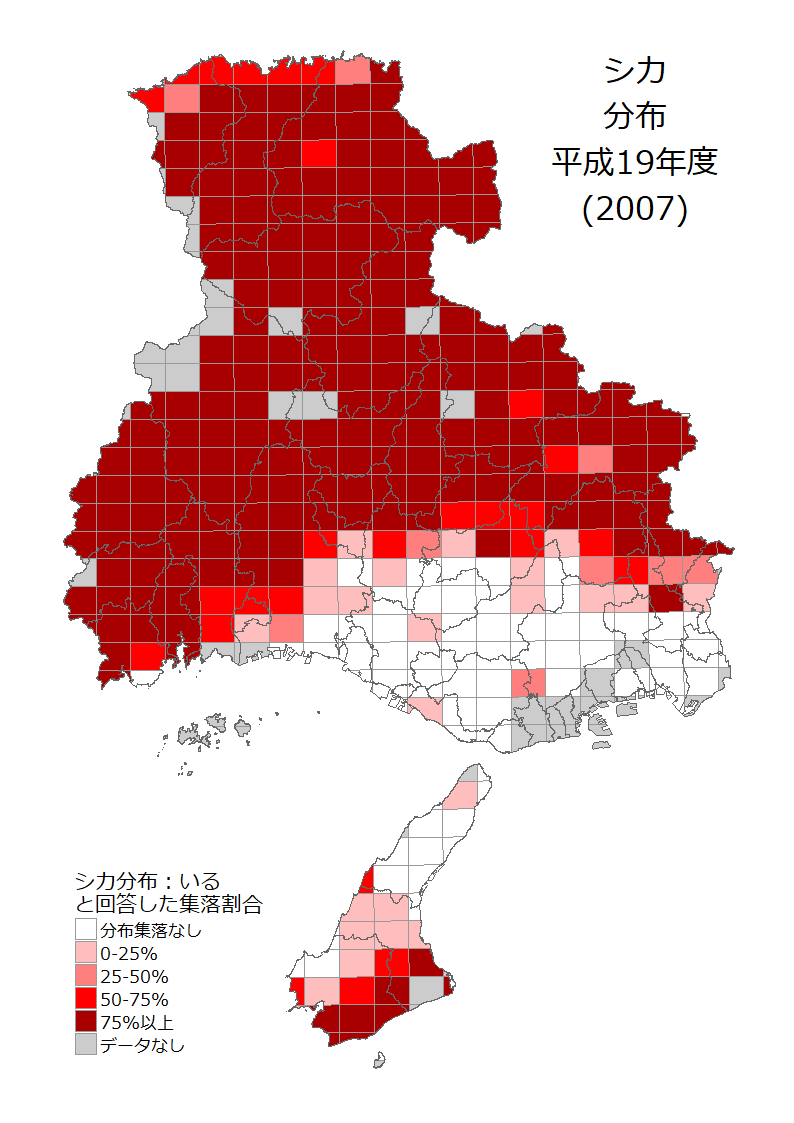 シカ
分布
平成19年度
(2007)
シカ分布：いる
と回答した集落割合
分布集落なし
0-25%
25-50%
50-75%
75%以上
データなし